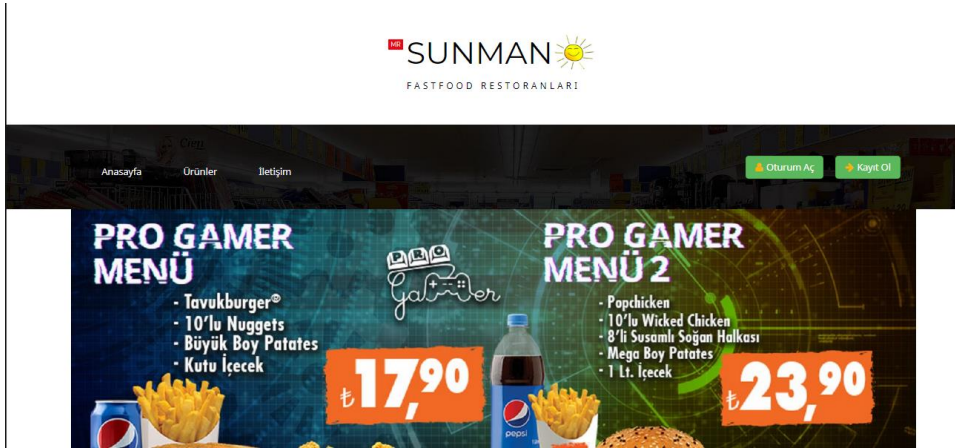 MR SUNMAN
FASTFOOD RESTORANLARI
Anasayfa Ürünler İletişim Oturum Aç Kayıt Ol
PRO GAMER
MENÜ
- Tavukburger®
- 10'lu Nuggets
- Büyük Boy Patates
- Kutu İçecek
₺17,90
PRO
Gamer
PRO GAMER
MENÜ 2
- Popchicken
- 10'lu Wicked Chicken
- 8'li Susamlı Soğan Halkası
- Mega Boy Patates
- 1 Lt. İçecek
₺23,90
pepsi